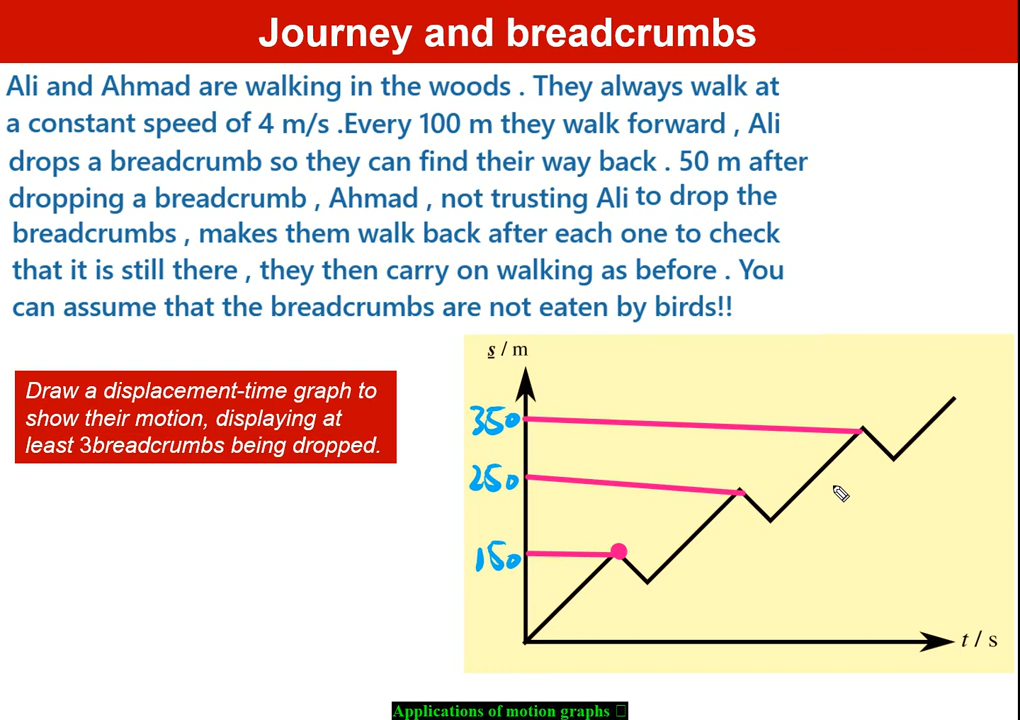 Journey and breadcrumbs
Ali and Ahmad are walking in the woods . They always walk at
a constant speed of 4 m/s .Every 100 m they walk forward , Ali
drops a breadcrumb so they can find their way back . 50 m after
dropping a breadcrumb , Ahmad , not trusting Ali to drop the
breadcrumbs , makes them walk back after each one to check
that it is still there , they then carry on walking as before . You
can assume that the breadcrumbs are not eaten by birds!!
Draw a displacement-time graph to
show their motion, displaying at
least 3breadcrumbs being dropped.
s / m
350
250
150
t / s
Applications of motion graphs